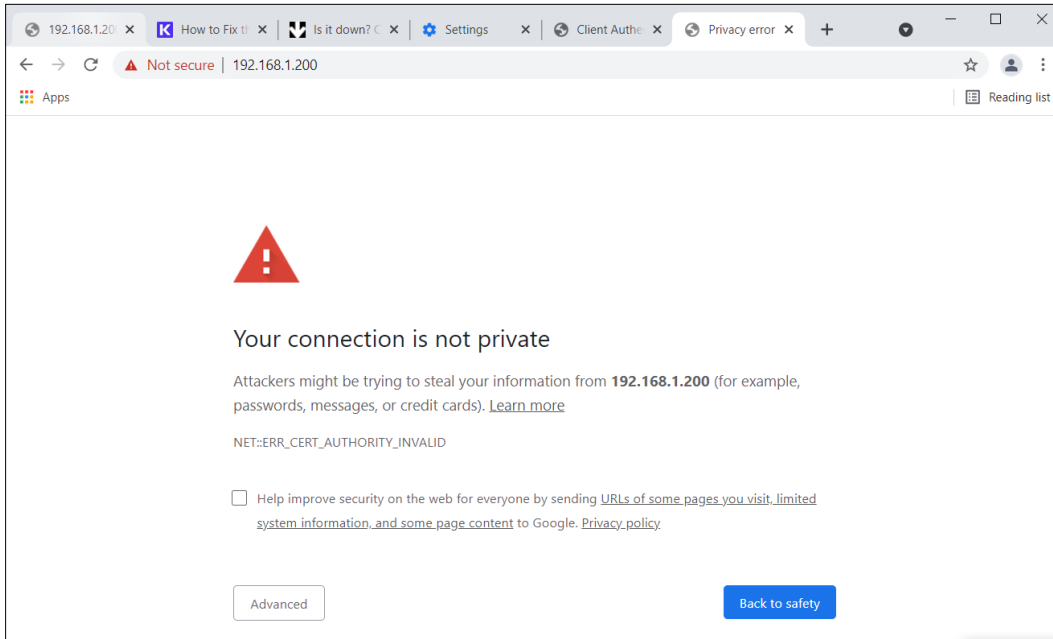 192.168.1.20
How to Fix th
Is it down? C
Settings
Client Authe
Privacy error
Not secure | 192.168.1.200
Apps
Reading list
Your connection is not private
Attackers might be trying to steal your information from 192.168.1.200 (for example,
passwords, messages, or credit cards). Learn more
NET::ERR_CERT_AUTHORITY_INVALID
Help improve security on the web for everyone by sending URLs of some pages you visit, limited
system information, and some page content to Google. Privacy policy
Advanced
Back to safety